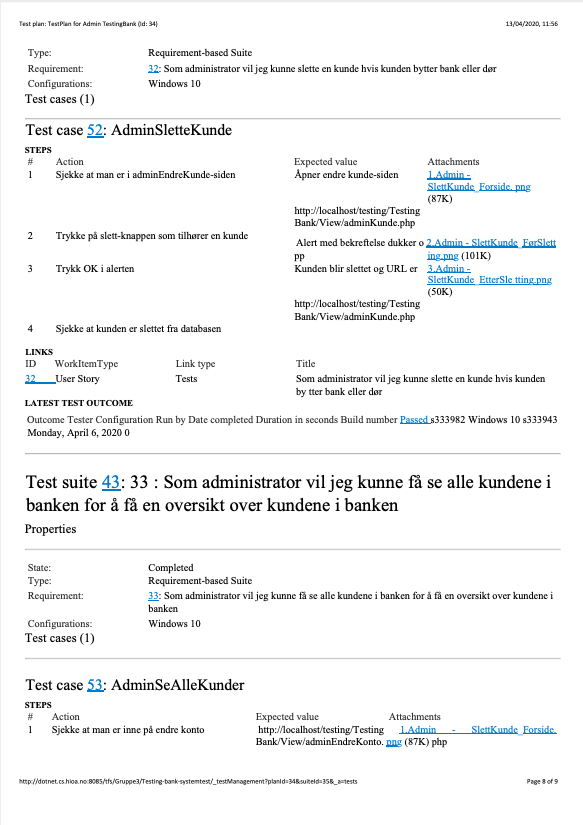 Test plan: TestPlan for Admin TestingBank (Id: 34) 13/04/2020, 11:56
Type: Requirement-based Suite
Requirement: 32: Som administrator vil jeg kunne slette en kunde hvis kunden bytter bank eller dør
Configurations: Windows 10
Test cases (1)
Test case 52: AdminSletteKunde
STEPS
# Action Expected value Attachments
1 Sjekke at man er i adminEndreKunde-siden Åpner endre kunde-siden 1.Admin -
SlettKunde_Forside. png
(87K)
http://localhost/testing/Testing
Bank/View/adminKunde.php
2 Trykke på slett-knappen som tilhører en kunde
Alert med bekreftelse dukker o 2.Admin - SlettKunde_FørSlett
pp ing.png (101K)
3 Trykk OK i alerten Kunden blir slettet og URL er 3.Admin -
SlettKunde_EtterSle tting.png
(50K)
http://localhost/testing/Testing
Bank/View/adminKunde.php
4 Sjekke at kunden er slettet fra databasen
LINKS
ID WorkItemType Link type Title
32 User Story Tests Som administrator vil jeg kunne slette en kunde hvis kunden
by tter bank eller dør
LATEST TEST OUTCOME
Outcome Tester Configuration Run by Date completed Duration in seconds Build number Passed s333982 Windows 10 s333943
Monday, April 6, 2020 0
Test suite 43: 33 : Som administrator vil jeg kunne få se alle kundene i
banken for å få en oversikt over kundene i banken
Properties
State: Completed
Type: Requirement-based Suite
Requirement: 33: Som administrator vil jeg kunne få se alle kundene i banken for å få en oversikt over kundene i
banken
Configurations: Windows 10
Test cases (1)
Test case 53: AdminSeAlleKunder
STEPS
# Action Expected value Attachments
1 Sjekke at man er inne på endre konto http://localhost/testing/Testing 1.Admin - SlettKunde_Forside.
Bank/View/adminEndreKonto. png (87K) php
http://dotnet.cs.hioa.no:8085/tfs/Gruppe3/Testing-bank-systemtest/_testManagement?planId=34&suiteId=35&_a=tests Page 8 of 9